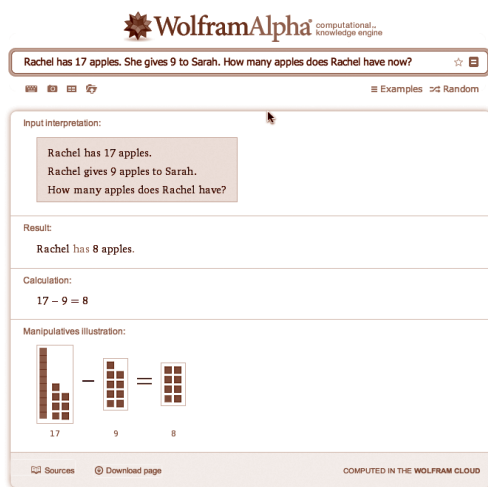 WolframAlpha computational knowledge engine
Rachel has 17 apples. She gives 9 to Sarah. How many apples does Rachel have now?
Examples Random
Input interpretation:
Rachel has 17 apples.
Rachel gives 9 apples to Sarah.
How many apples does Rachel have?
Result:
Rachel has 8 apples.
Calculation:
17 – 9 = 8
Manipulatives illustration:
– =
17 9 8
Sources Download page COMPUTED IN THE WOLFRAM CLOUD